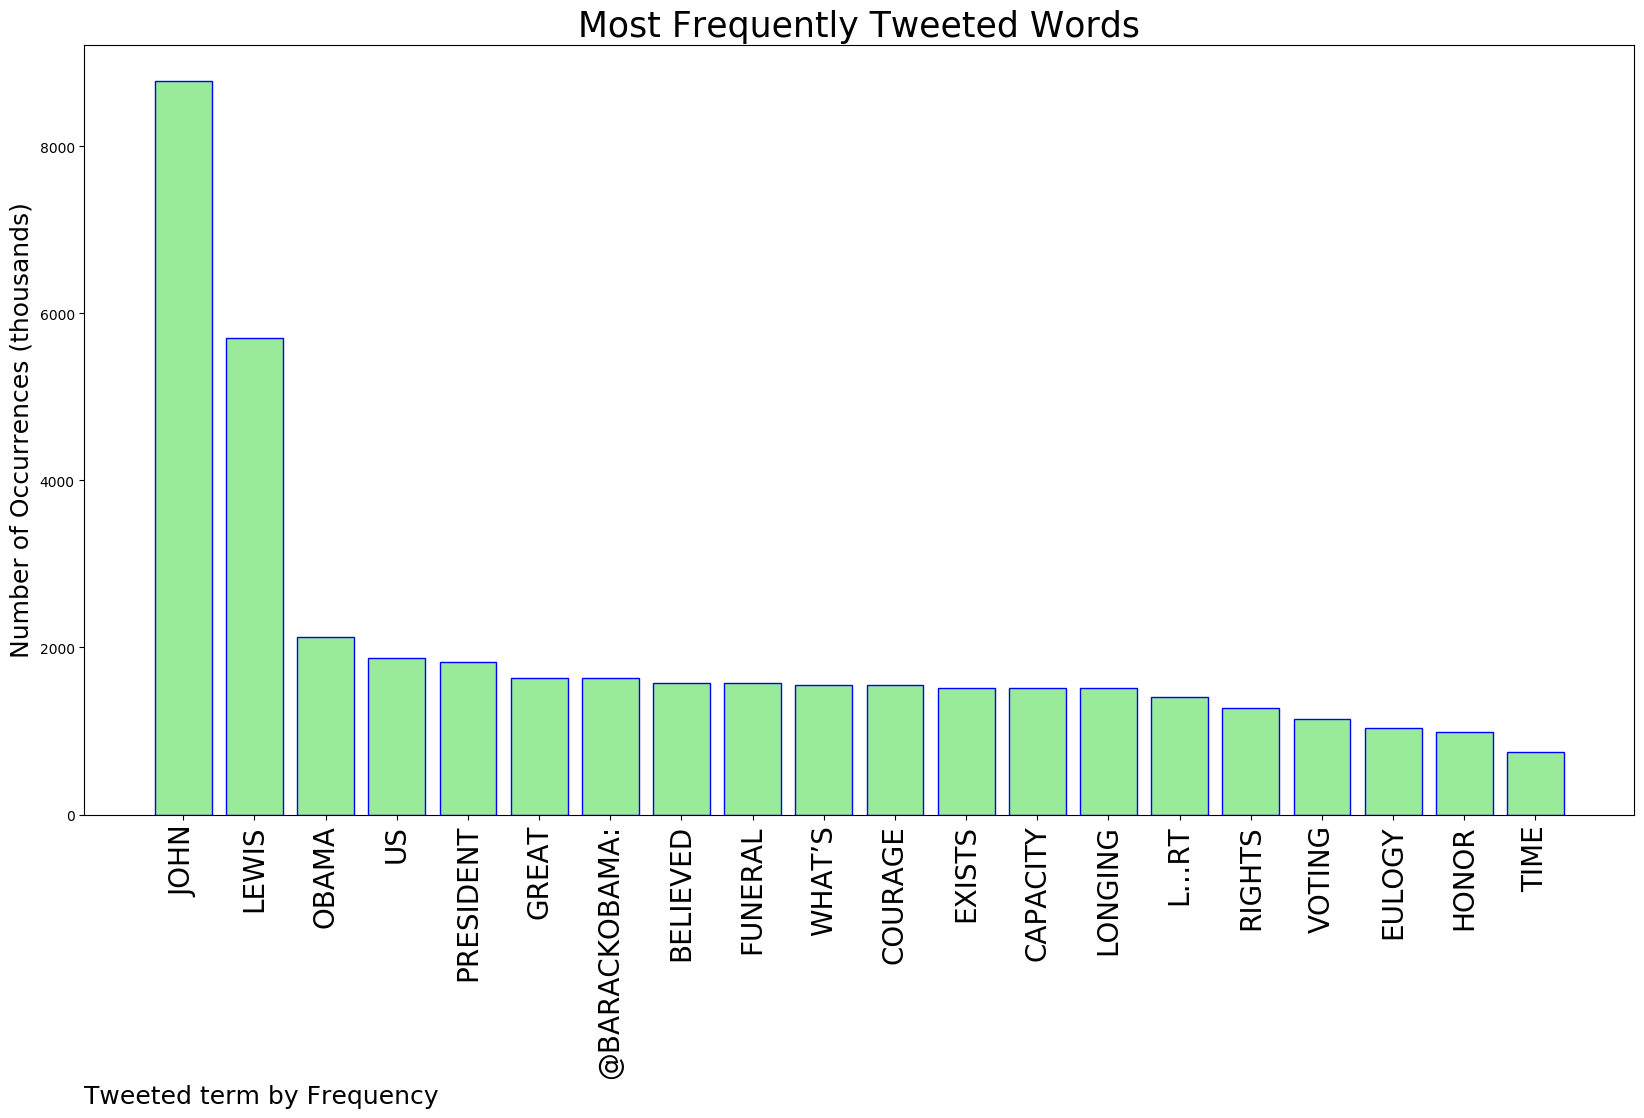 Most Frequently Tweeted Words
Number of Occurrences (thousands)
8000
6000
4000
2000
0
JOHN
LEWIS
OBAMA
US
PRESIDENT
GREAT
@BARACKOBAMA:
BELIEVED
FUNERAL
WHAT’S
COURAGE
EXISTS
CAPACITY
LONGING
L...RT
RIGHTS
VOTING
EULOGY
HONOR
TIME
Tweeted term by Frequency